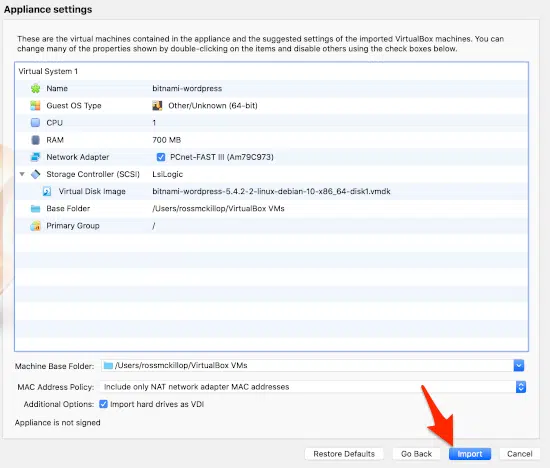 Appliance settings
These are the virtual machines contained in the appliance and the suggested settings of the imported VirtualBox machines. You can
change many of the properties shown by double-clicking on the items and disable others using the check boxes below.
Virtual System 1
Name bitnami-wordpress
Guest OS Type Other/Unknown (64-bit)
CPU 1
RAM 700 MB
Network Adapter PCnet-FAST III (Am79C973)
Storage Controller (SCSI) LsiLogic
Virtual Disk Image bitnami-wordpress-5.4.2-2-linux-debian-10-x86_64-disk1.vmdk
Base Folder /Users/rossmckillop/VirtualBox VMs
Primary Group /
Machine Base Folder: /Users/rossmckillop/VirtualBox VMs
MAC Address Policy: Include only NAT network adapter MAC addresses
Additional Options: Import hard drives as VDI
Appliance is not signed
Restore Defaults Go Back Import Cancel